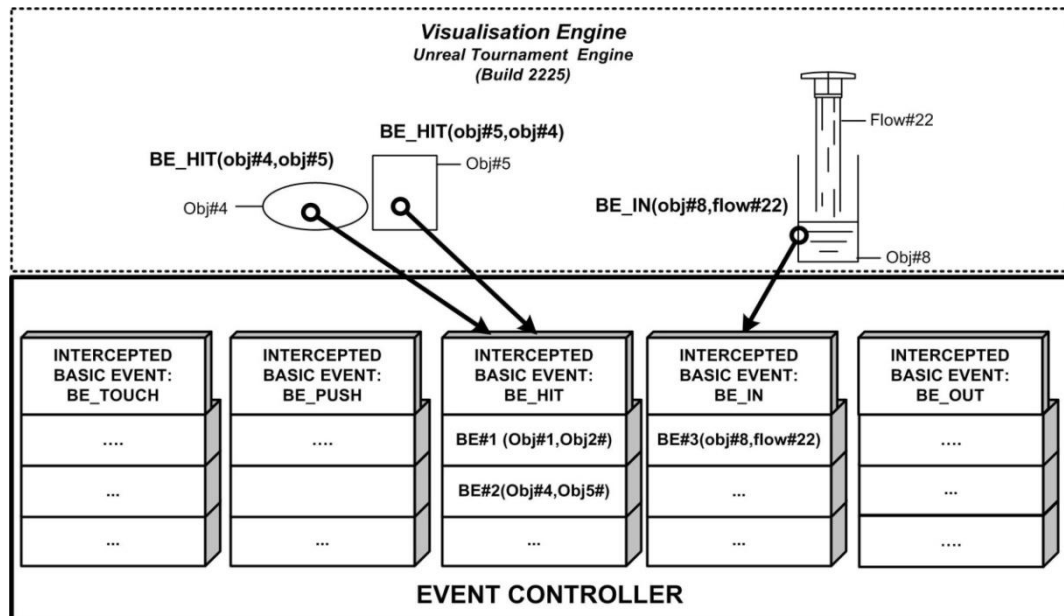 Visualisation Engine
Unreal Tournament Engine
(Build 2225)
BE_HIT(obj#5,obj#4)
BE_HIT(obj#4,obj#5)
Obj#5
Obj#4
Flow#22
BE_IN(obj#8,flow#22)
Obj#8
INTERCEPTED
BASIC EVENT:
BE_TOUCH
....
...
...
INTERCEPTED
BASIC EVENT:
BE_PUSH
....
...
INTERCEPTED
BASIC EVENT:
BE_HIT
BE#1 (Obj#1,Obj2#)
BE#2(Obj#4,Obj5#)
...
INTERCEPTED
BASIC EVENT:
BE_IN
BE#3(obj#8,flow#22)
...
...
INTERCEPTED
BASIC EVENT:
BE_OUT
....
...
....
EVENT CONTROLLER